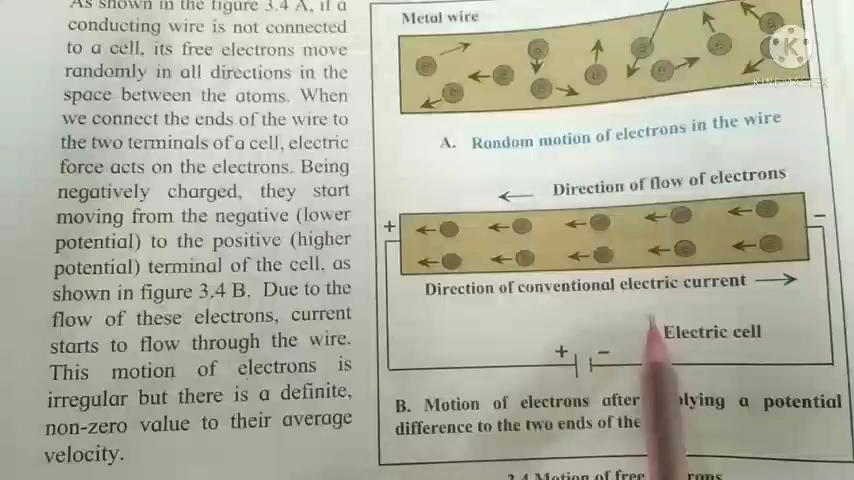 As shown in the figure 3.4 A, if a
conducting wire is not connected
to a cell, its free electrons move
randomly in all directions in the
space between the atoms. When
we connect the ends of the wire to
the two terminals of a cell, electric
force acts on the electrons. Being
negatively charged, they start
moving from the negative (lower
potential) to the positive (higher
potential) terminal of the cell, as
shown in figure 3.4 B. Due to the
flow of these electrons, current
starts to flow through the wire.
This motion of electrons is
irregular but there is a definite,
non-zero value to their average
velocity.
Metal wire
K
A. Random motion of electrons in the wire
Direction of flow of electrons
+ −
Direction of conventional electric current
Electric cell
+ −
B. Motion of electrons after a potential
difference to the two ends of the
3.4 Motion of free